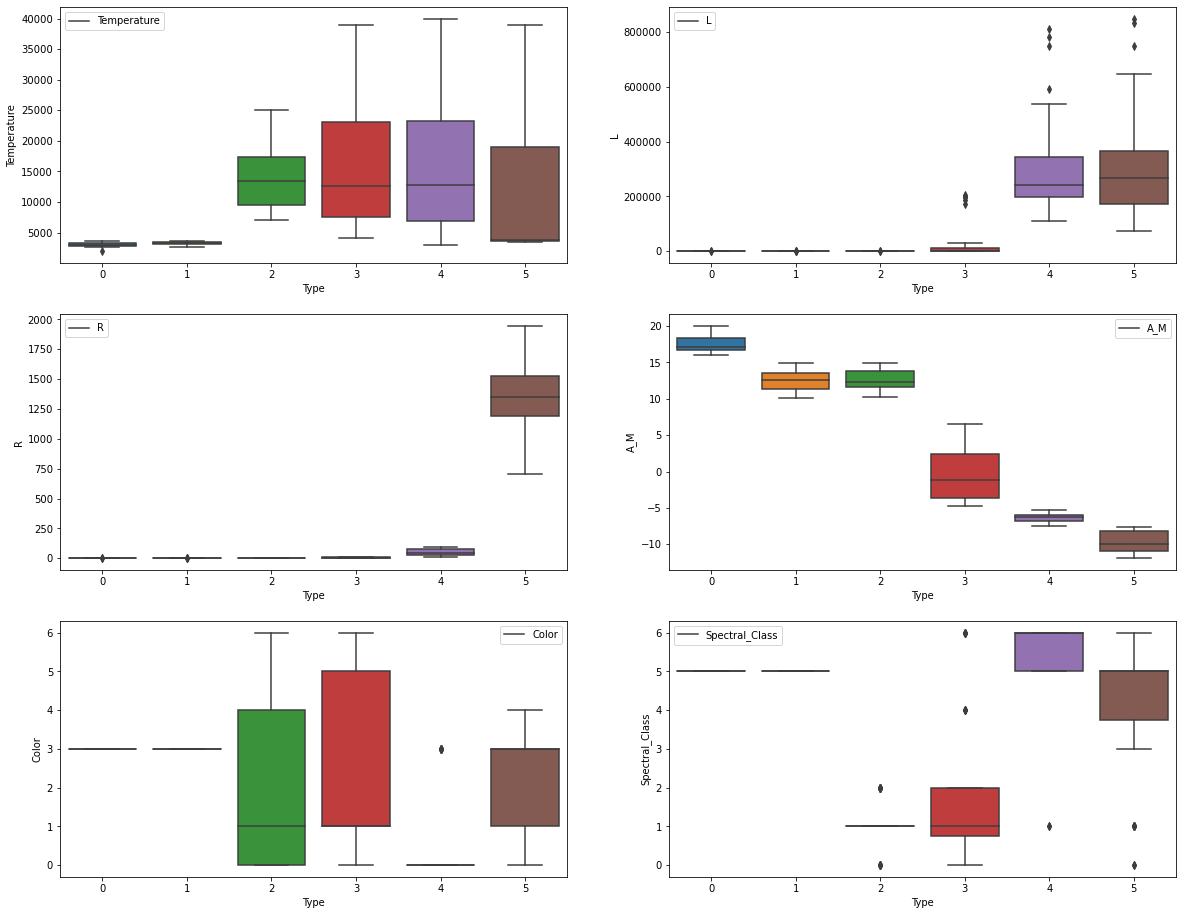 Temperature
Temperature
40000
35000
30000
25000
20000
15000
10000
5000
0 1 2 3 4 5
Type
L
L
800000
600000
400000
200000
0
0 1 2 3 4 5
Type
R
R
2000
1750
1500
1250
1000
750
500
250
0
0 1 2 3 4 5
Type
A_M
A_M
20
15
10
5
0
−5
−10
0 1 2 3 4 5
Type
Color
Color
6
5
4
3
2
1
0
0 1 2 3 4 5
Type
Spectral_Class
Spectral_Class
6
5
4
3
2
1
0
0 1 2 3 4 5
Type